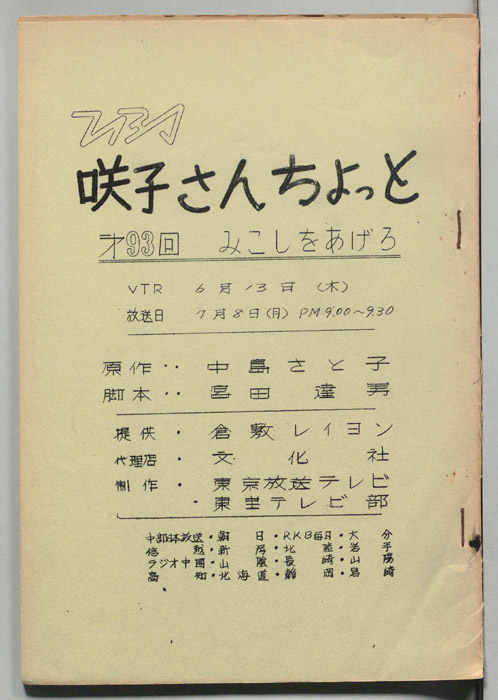 TBS
咲子さんちょっと
才93回 みこしをあげろ
VTR 6月13日 (木)
放送日 7月8日(月) PM9.00~9.30
原作‥ 中島さと子
脚本‥ 宮田達男
提供・ 倉敷レイヨン
代理店・ 文化社
制作・ 東京放送テレビ
・東宝テレビ部
中部日本放送・朝日・RKB毎日・大分
信越・新潟・北陸・岩手
ラジオ中国・山陰・長崎・山陽
高知・北海道・静岡・宮崎